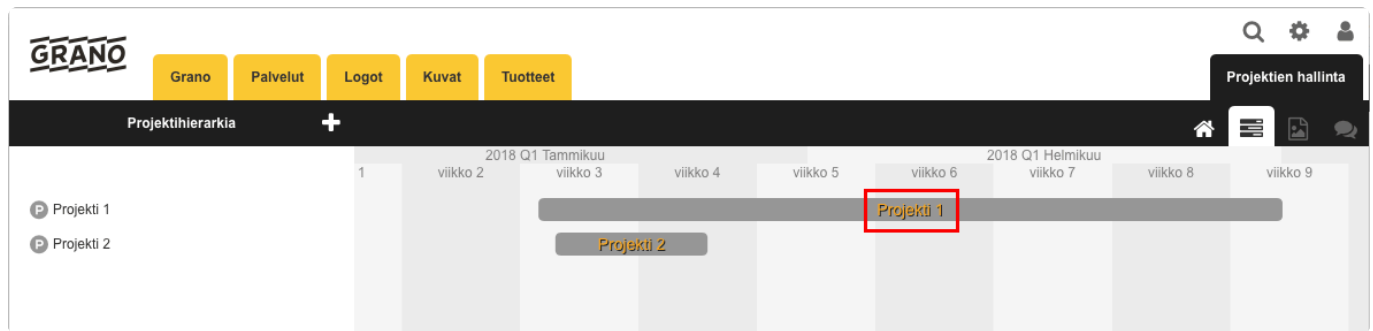 GRANO
Grano Palvelut Logot Kuvat Tuotteet Projektien hallinta
Projektihierarkia
2018 Q1 Tammikuu 2018 Q1 Helmikuu
1 viikko 2 viikko 3 viikko 4 viikko 5 viikko 6 viikko 7 viikko 8 viikko 9
P Projekti 1 Projekti 1
P Projekti 2 Projekti 2